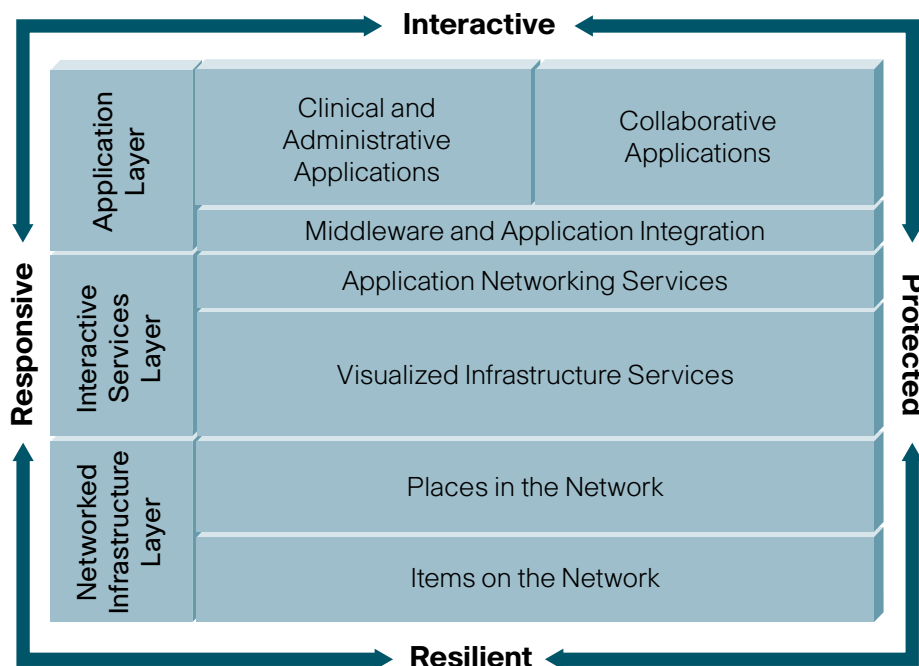 Interactive
Application
Layer
Clinical and
Administrative
Applications
Collaborative
Applications
Middleware and Application Integration
Responsive
Protected
Interactive
Services
Layer
Application Networking Services
Visualized Infrastructure Services
Networked
Infrastructure
Layer
Places in the Network
Items on the Network
Resilient